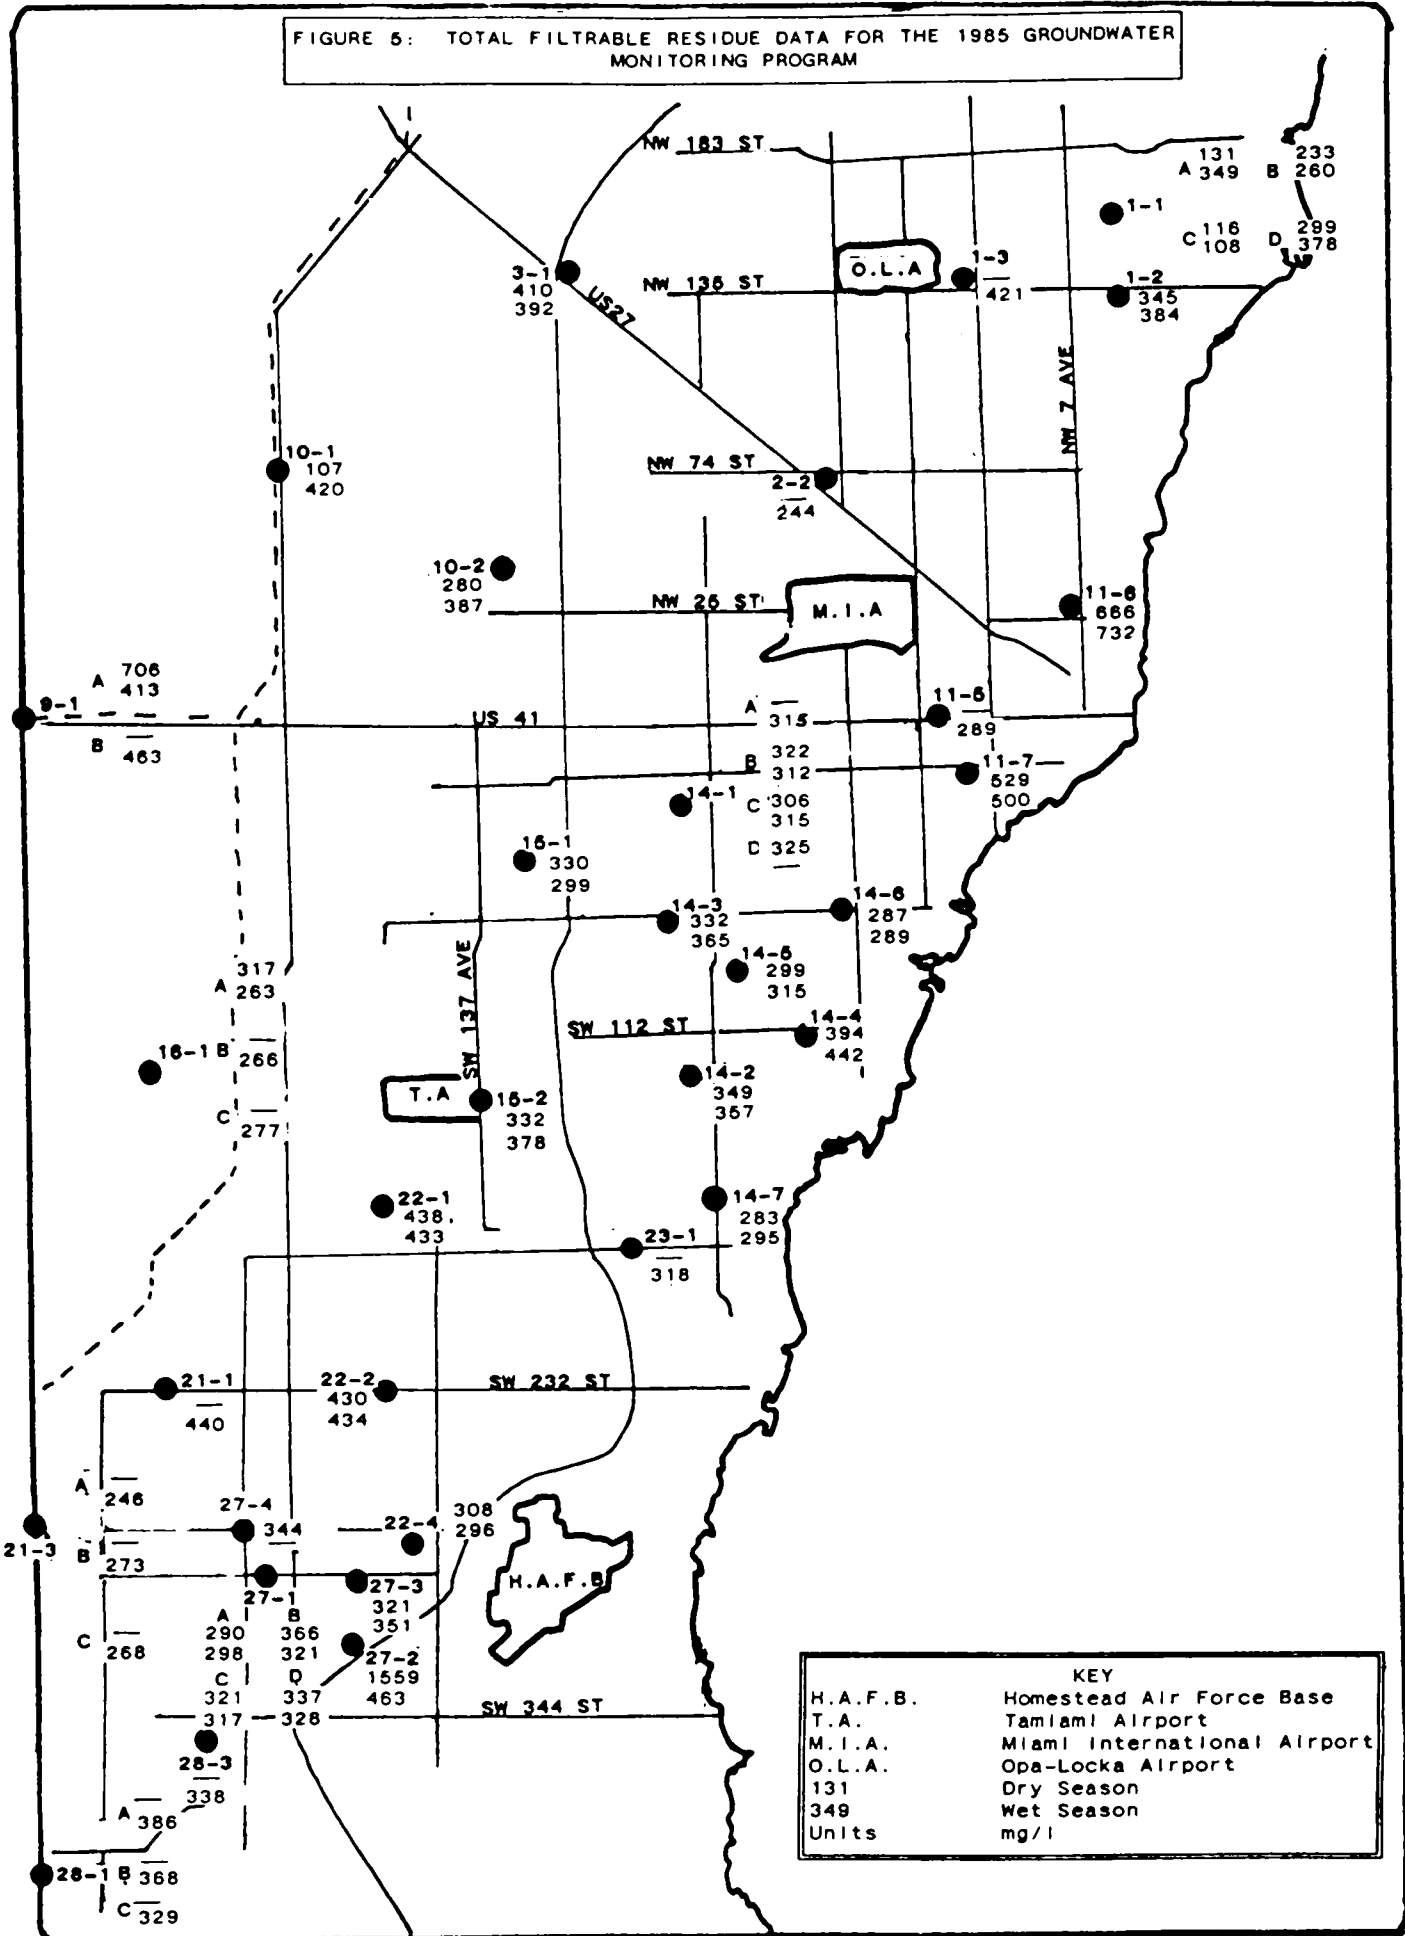 FIGURE 5: TOTAL FILTRABLE RESIDUE DATA FOR THE 1985 GROUNDWATER
MONITORING PROGRAM
NW 183 ST
A 131
349
B 233
260
1-1
C 116
108
D 299
378
3-1
410
392
US27
NW 135 ST
O.L.A
1-3
—
421
1-2
345
384
NW 7 AVE
10-1
107
420
NW 74 ST
2-2
—
244
10-2
280
387
NW 25 ST
M.I.A
11-6
666
732
9-1
A 706
413
B —
463
US 41
A —
315
11-5
—
289
B 322
312
11-7
529
500
14-1
C 306
315
D 325
—
15-1
330
299
14-3
332
365
14-6
287
289
14-5
299
315
SW 137 AVE
A 317
263
16-1
B —
266
C —
277
SW 112 ST
14-4
394
442
T.A
15-2
332
378
14-2
349
357
22-1
438
433
14-7
283
295
23-1
—
318
21-1
—
440
22-2
430
434
SW 232 ST
21-3
A —
246
B —
273
C —
268
27-4
344
—
22-4
308
296
H.A.F.B
27-1
A
290
298
B
366
321
C
321
317
D
337
328
27-3
321
351
27-2
1559
463
SW 344 ST
28-3
—
338
28-1
A —
386
B —
368
C —
329
KEY
H.A.F.B. Homestead Air Force Base
T.A. Tamiami Airport
M.I.A. Miami International Airport
O.L.A. Opa-Locka Airport
131 Dry Season
349 Wet Season
Units mg/l